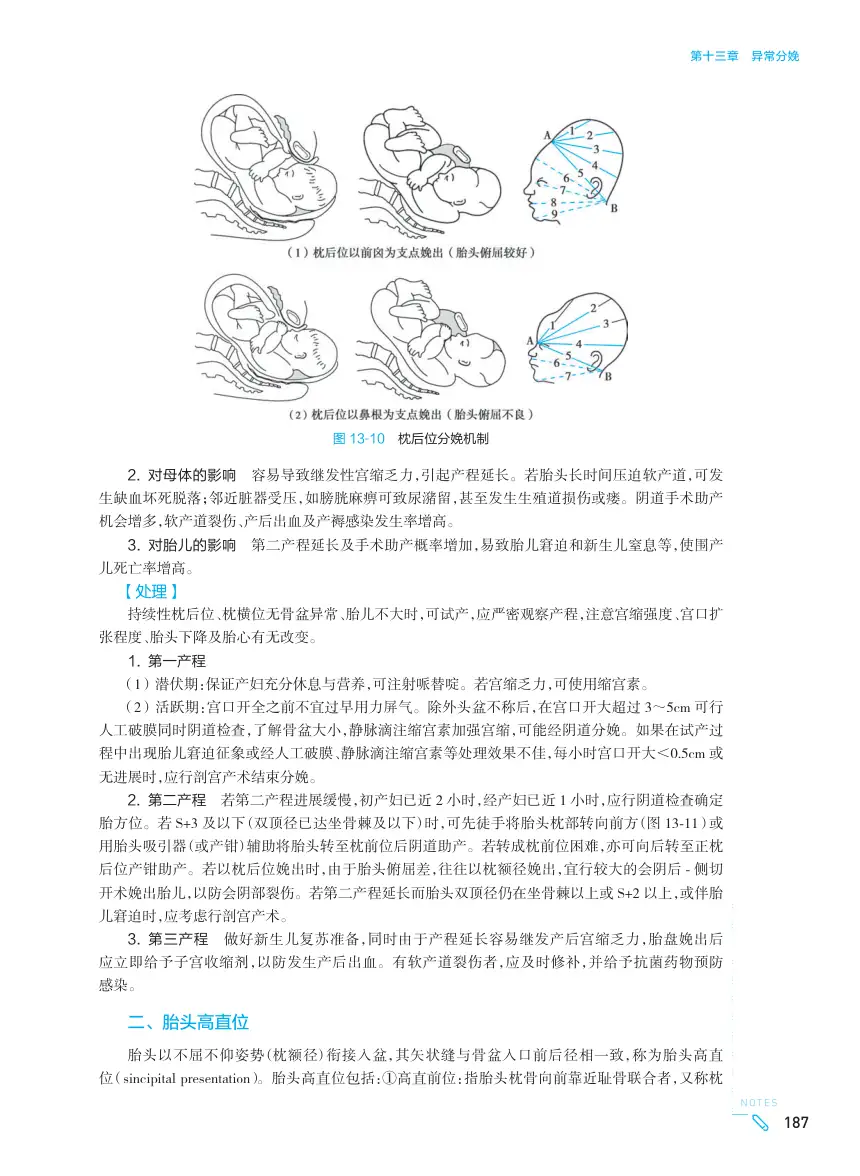 第十三章 异常分娩
A 1 2 3 4 5 6 7 8 9 B
(1)枕后位以前囟为支点娩出(胎头俯屈较好)
A 1 2 3 4 5 6 7 B
(2)枕后位以鼻根为支点娩出(胎头俯屈不良)
图 13-10 枕后位分娩机制
2. 对母体的影响 容易导致继发性宫缩乏力,引起产程延长。若胎头长时间压迫软产道,可发
生缺血坏死脱落;邻近脏器受压,如膀胱麻痹可致尿潴留,甚至发生生殖道损伤或瘘。阴道手术助产
机会增多,软产道裂伤、产后出血及产褥感染发生率增高。
3. 对胎儿的影响 第二产程延长及手术助产概率增加,易致胎儿窘迫和新生儿窒息等,使围产
儿死亡率增高。
【处理】
持续性枕后位、枕横位无骨盆异常、胎儿不大时,可试产,应严密观察产程,注意宫缩强度、宫口扩
张程度、胎头下降及胎心有无改变。
1. 第一产程
(1)潜伏期:保证产妇充分休息与营养,可注射哌替啶。若宫缩乏力,可使用缩宫素。
(2)活跃期:宫口开全之前不宜过早用力屏气。除外头盆不称后,在宫口开大超过 3~5cm 可行
人工破膜同时阴道检查,了解骨盆大小,静脉滴注缩宫素加强宫缩,可能经阴道分娩。如果在试产过
程中出现胎儿窘迫征象或经人工破膜、静脉滴注缩宫素等处理效果不佳,每小时宫口开大<0.5cm 或
无进展时,应行剖宫产术结束分娩。
2. 第二产程 若第二产程进展缓慢,初产妇已近 2 小时,经产妇已近 1 小时,应行阴道检查确定
胎方位。若 S+3 及以下(双顶径已达坐骨棘及以下)时,可先徒手将胎头枕部转向前方(图 13-11)或
用胎头吸引器(或产钳)辅助将胎头转至枕前位后阴道助产。若转成枕前位困难,亦可向后转至正枕
后位产钳助产。若以枕后位娩出时,由于胎头俯屈差,往往以枕额径娩出,宜行较大的会阴后 - 侧切
开术娩出胎儿,以防会阴部裂伤。若第二产程延长而胎头双顶径仍在坐骨棘以上或 S+2 以上,或伴胎
儿窘迫时,应考虑行剖宫产术。
3. 第三产程 做好新生儿复苏准备,同时由于产程延长容易继发产后宫缩乏力,胎盘娩出后
应立即给予子宫收缩剂,以防发生产后出血。有软产道裂伤者,应及时修补,并给予抗菌药物预防
感染。
二、胎头高直位
胎头以不屈不仰姿势(枕额径)衔接入盆,其矢状缝与骨盆入口前后径相一致,称为胎头高直
位(sincipital presentation)。胎头高直位包括:①高直前位:指胎头枕骨向前靠近耻骨联合者,又称枕
NOTES
187